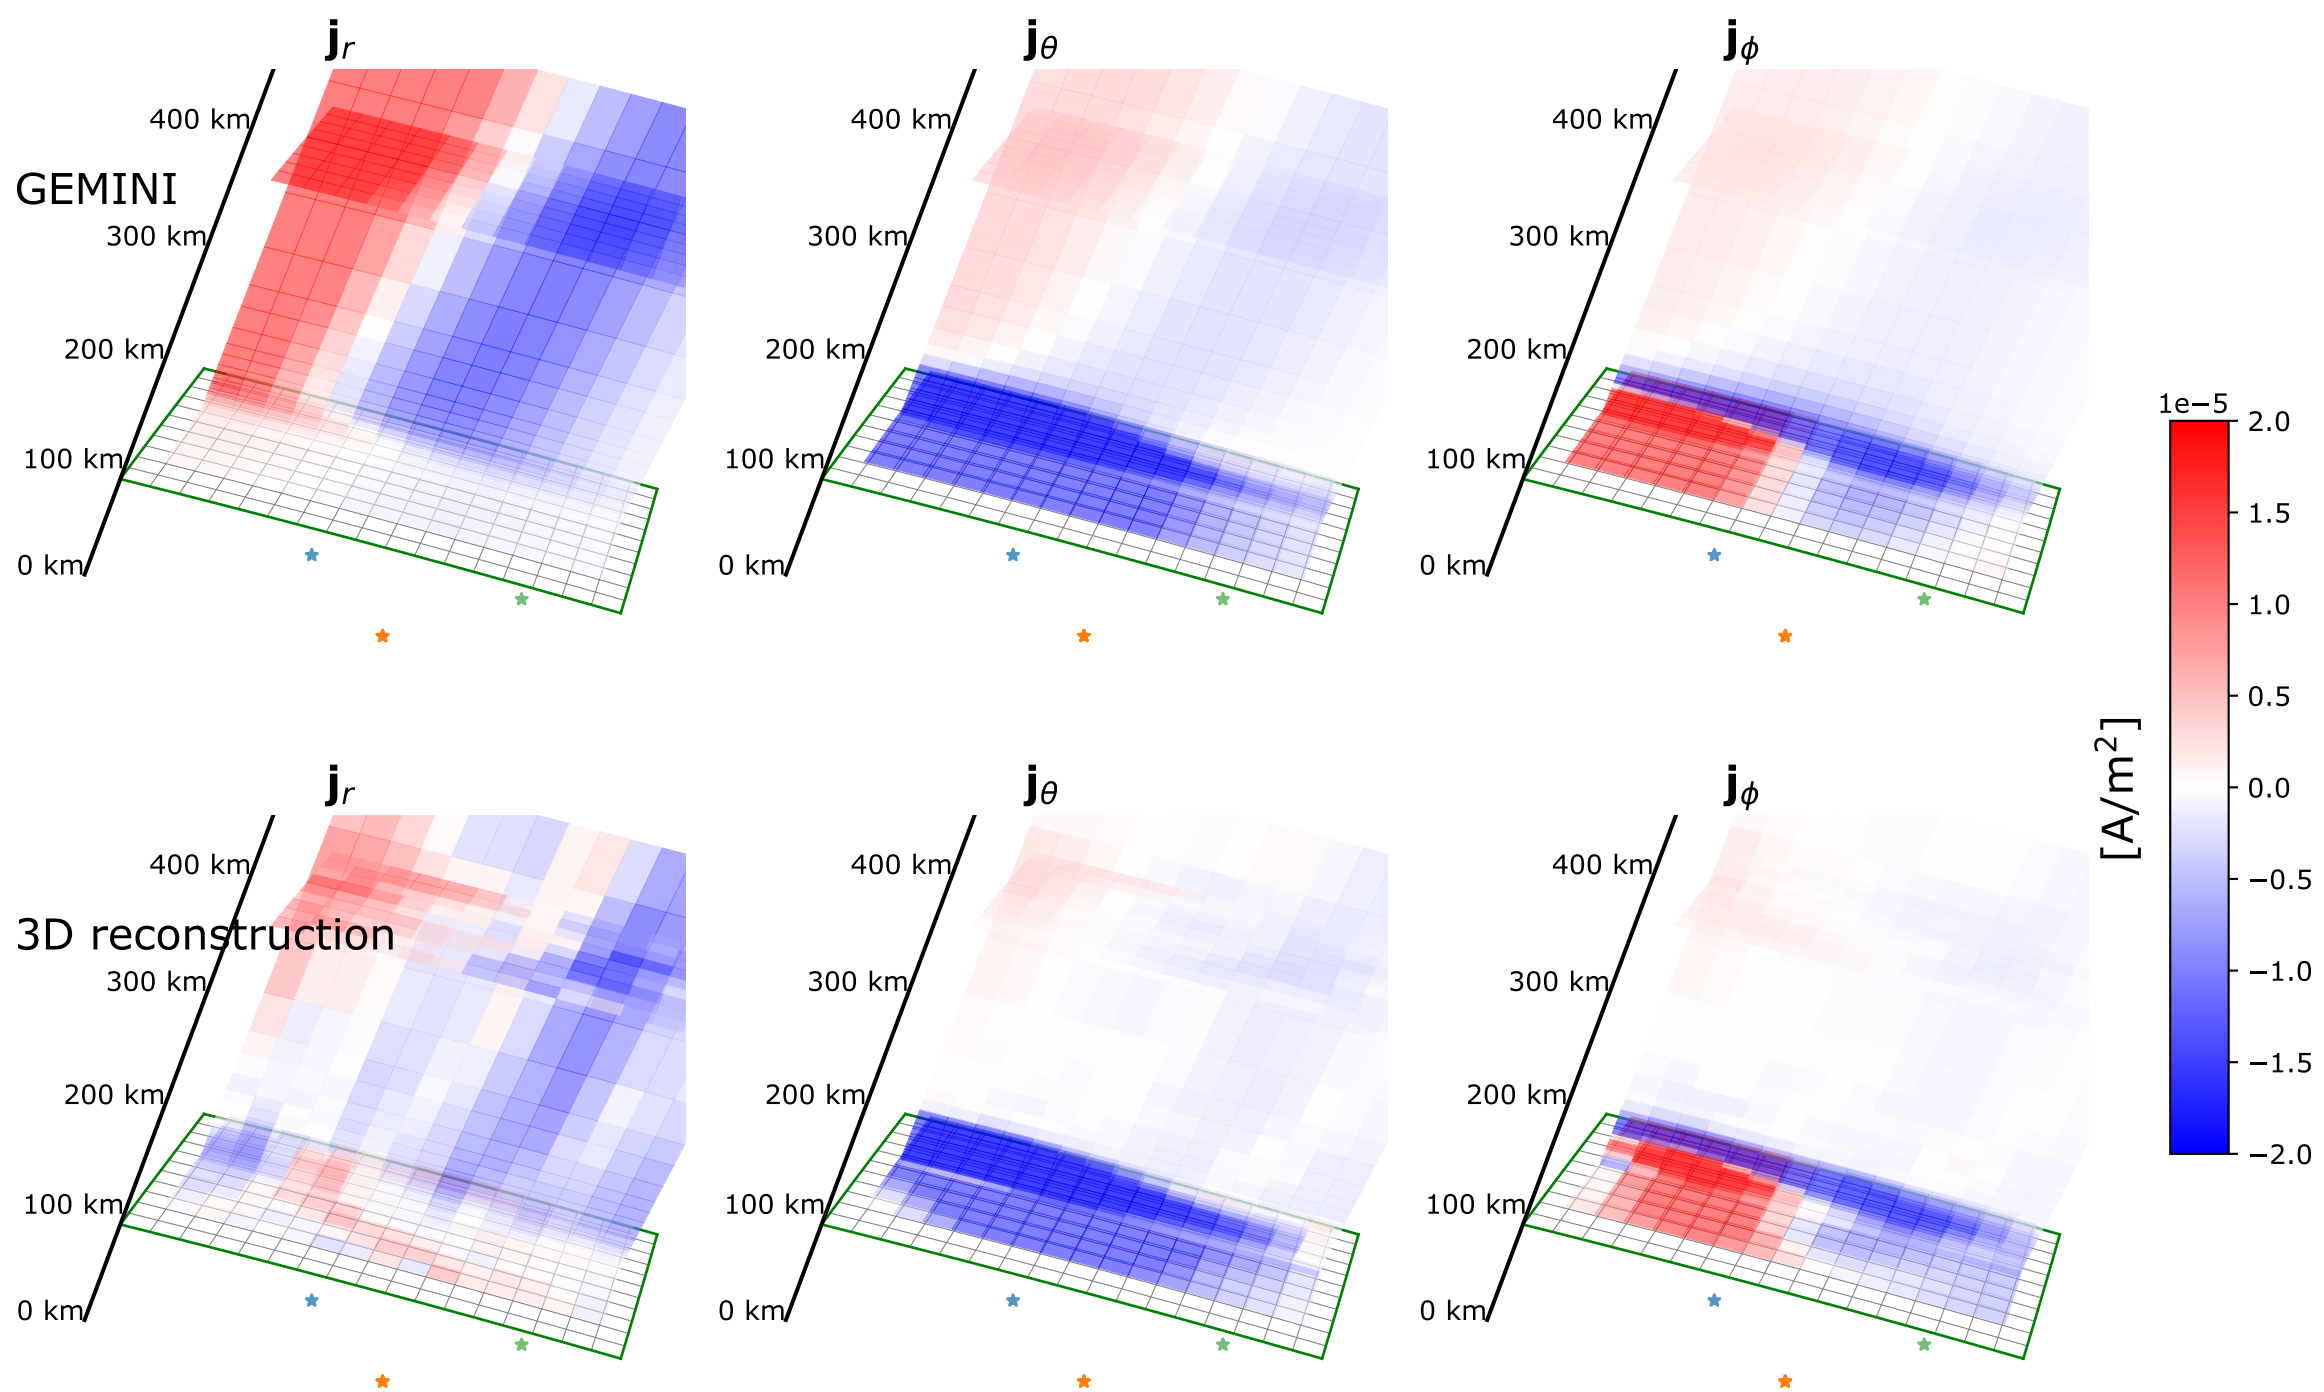 j_r j_θ j_ϕ
400 km 400 km 400 km
GEMINI
300 km 300 km 300 km
200 km 200 km 200 km
100 km 100 km 100 km
0 km 0 km 0 km
j_r j_θ j_ϕ
400 km 400 km 400 km
3D reconstruction
300 km 300 km 300 km
200 km 200 km 200 km
100 km 100 km 100 km
0 km 0 km 0 km
1e−5
2.0
1.5
1.0
0.5
0.0
−0.5
−1.0
−1.5
−2.0
[A/m²]